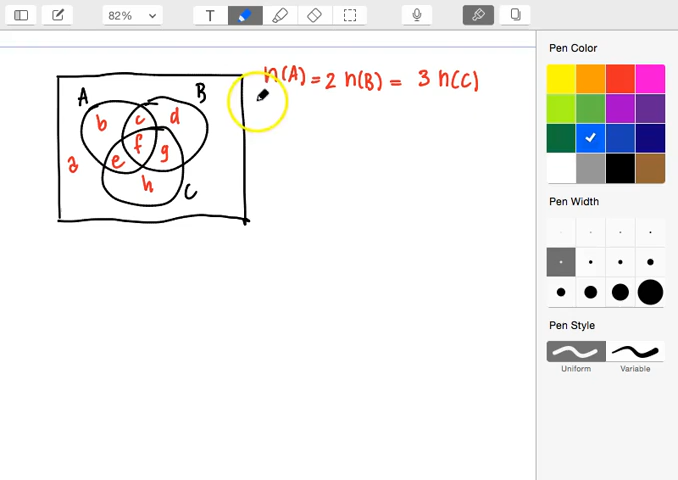 82%
T
Pen Color
n(A) = 2 n(B) = 3 n(C)
A
B
b
c
d
f
a
e
g
h
C
Pen Width
Pen Style
Uniform
Variable